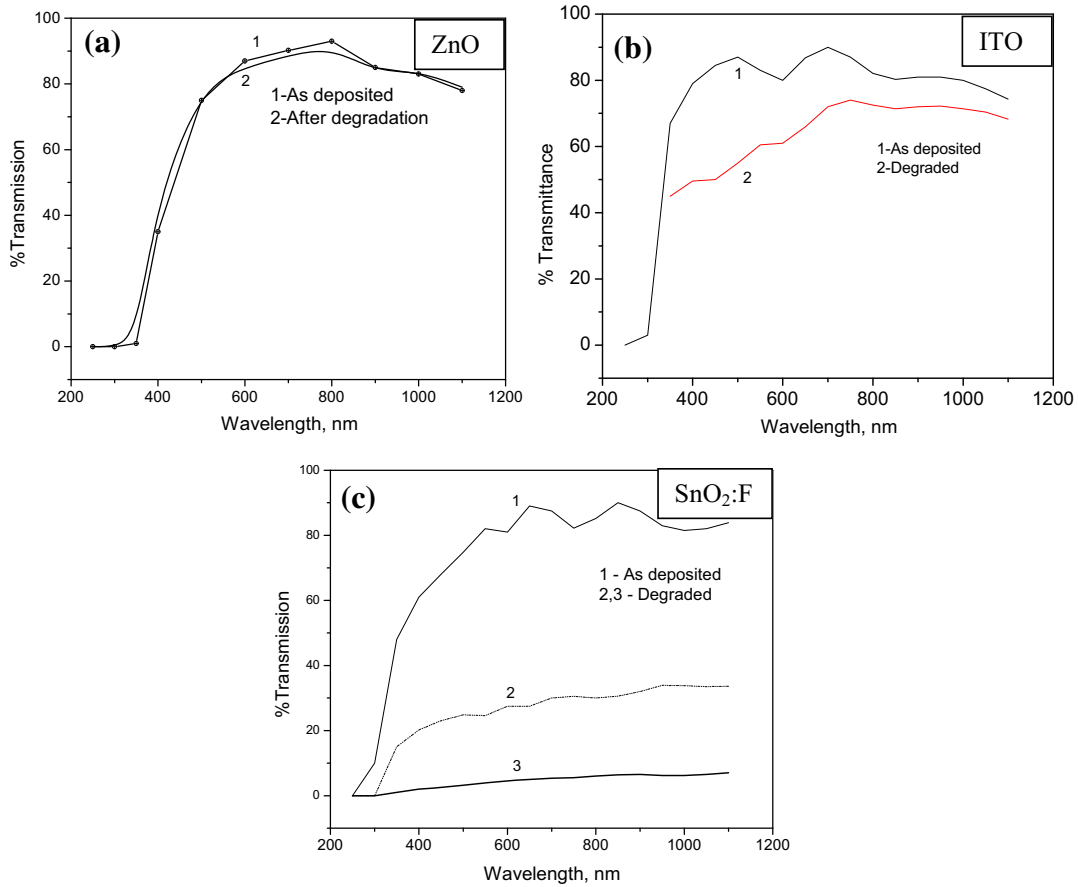 (a)
ZnO
1
2
1-As deposited
2-After degradation
100
80
60
40
20
0
%Transmission
200 400 600 800 1000 1200
Wavelength, nm
(b)
ITO
1
2
1-As deposited
2-Degraded
80
60
40
20
0
% Transmittance
200 400 600 800 1000 1200
Wavelength, nm
(c)
SnO₂:F
1
1 - As deposited
2,3 - Degraded
2
3
100
80
60
40
20
0
%Transmission
200 400 600 800 1000 1200
Wavelength, nm